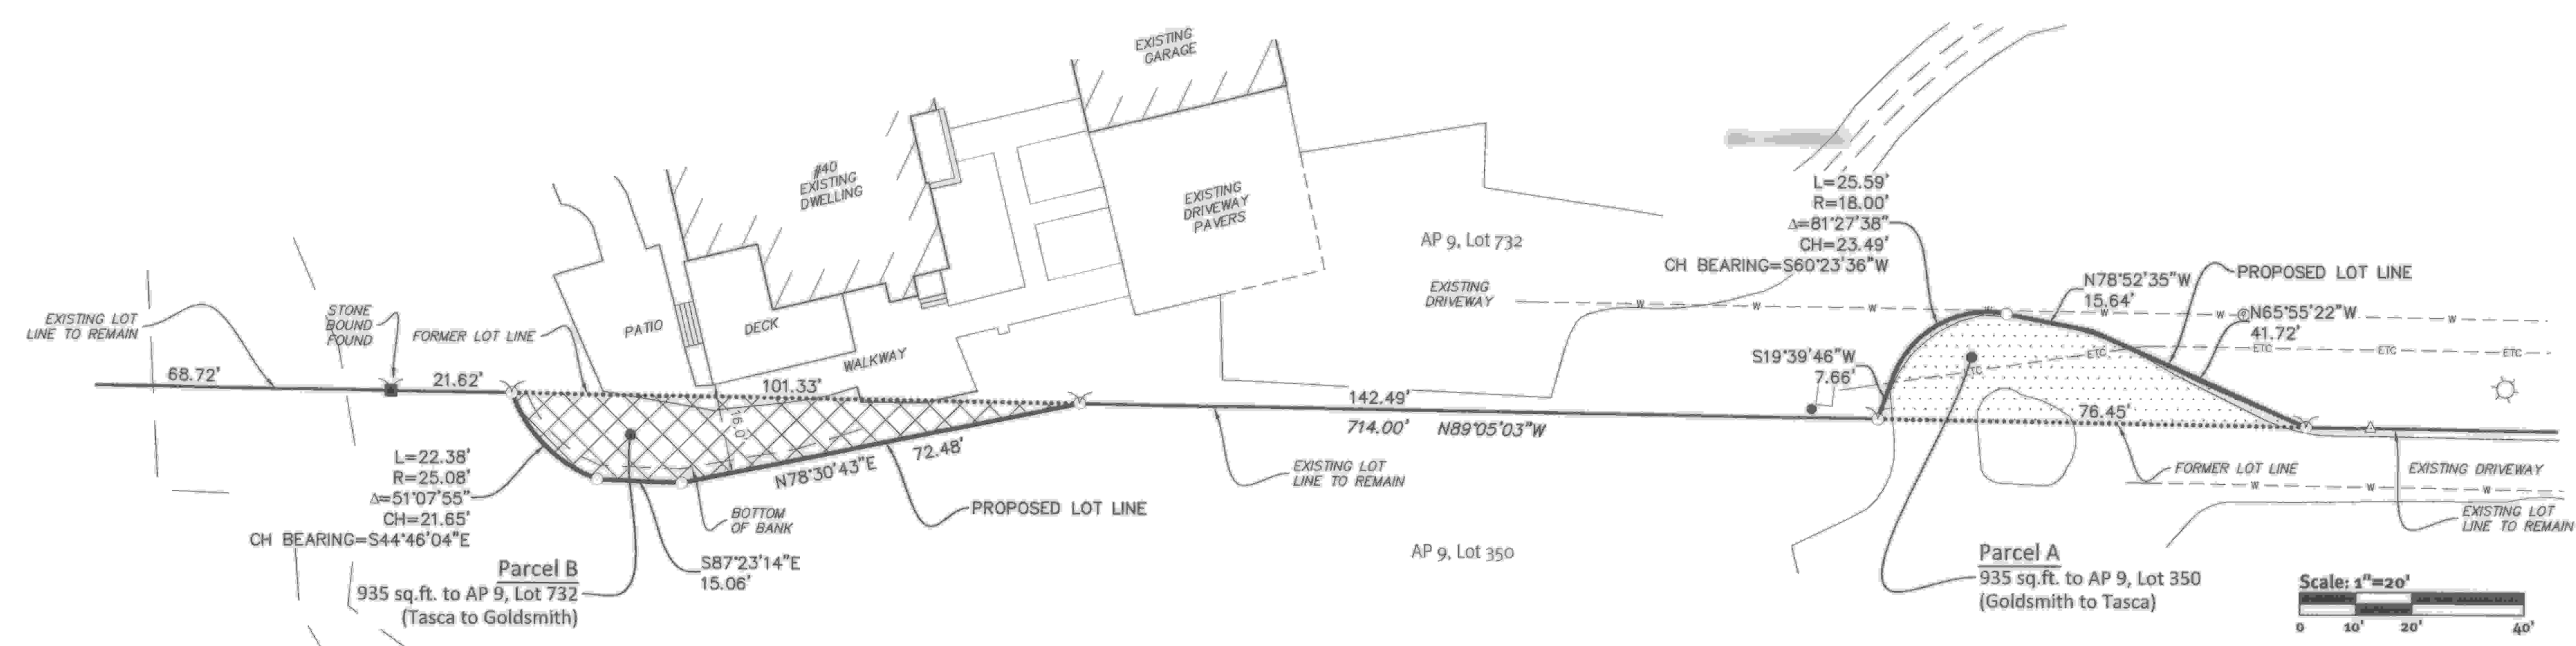 EXISTING
GARAGE
#40
EXISTING
DWELLING
EXISTING
DRIVEWAY
PAVERS
AP 9, Lot 732
EXISTING
DRIVEWAY
L=25.59'
R=18.00'
Δ=81°27'38"
CH=23.49'
CH BEARING=S60°23'36"W
N78°52'35"W
15.64'
PROPOSED LOT LINE
N65°55'22"W
41.72'
W
W
W
W
W
W
W
ETC
ETC
ETC
ETC
ETC
S19°39'46"W
7.66'
EXISTING LOT
LINE TO REMAIN
STONE
BOUND
FOUND
FORMER LOT LINE
PATIO
DECK
WALKWAY
68.72'
21.62'
101.33'
16.0'
142.49'
714.00' N89°05'03"W
76.45'
N78°30'43"E
72.48'
L=22.38'
R=25.08'
Δ=51°07'55"
CH=21.65'
CH BEARING=S44°46'04"E
BOTTOM
OF BANK
PROPOSED LOT LINE
EXISTING LOT
LINE TO REMAIN
S87°23'14"E
15.06'
Parcel B
935 sq.ft. to AP 9, Lot 732
(Tasca to Goldsmith)
AP 9, Lot 350
FORMER LOT LINE
EXISTING DRIVEWAY
W
W
W
EXISTING LOT
LINE TO REMAIN
Parcel A
935 sq.ft. to AP 9, Lot 350
(Goldsmith to Tasca)
Scale: 1"=20'
0 10' 20' 40'